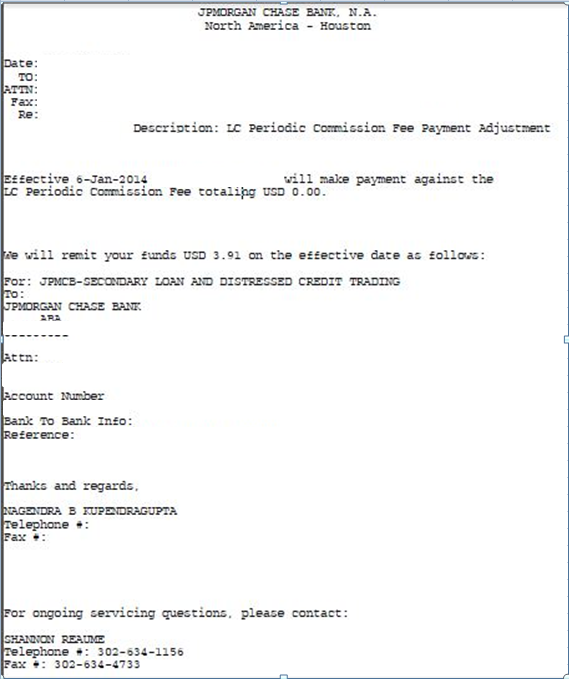 JPMORGAN CHASE BANK, N.A.
North America - Houston
Date:
TO:
ATTN:
Fax:
Re:
Description: LC Periodic Commission Fee Payment Adjustment
Effective 6-Jan-2014 will make payment against the
LC Periodic Commission Fee totaling USD 0.00.
We will remit your funds USD 3.91 on the effective date as follows:
For: JPMCB-SECONDARY LOAN AND DISTRESSED CREDIT TRADING
To:
JPMORGAN CHASE BANK
ABA
---------
Attn:
Account Number
Bank To Bank Info:
Reference:
Thanks and regards,
NAGENDRA B KUPENDRAGUPTA
Telephone #:
Fax #:
For ongoing servicing questions, please contact:
SHANNON REAUME
Telephone #: 302-634-1156
Fax #: 302-634-4733